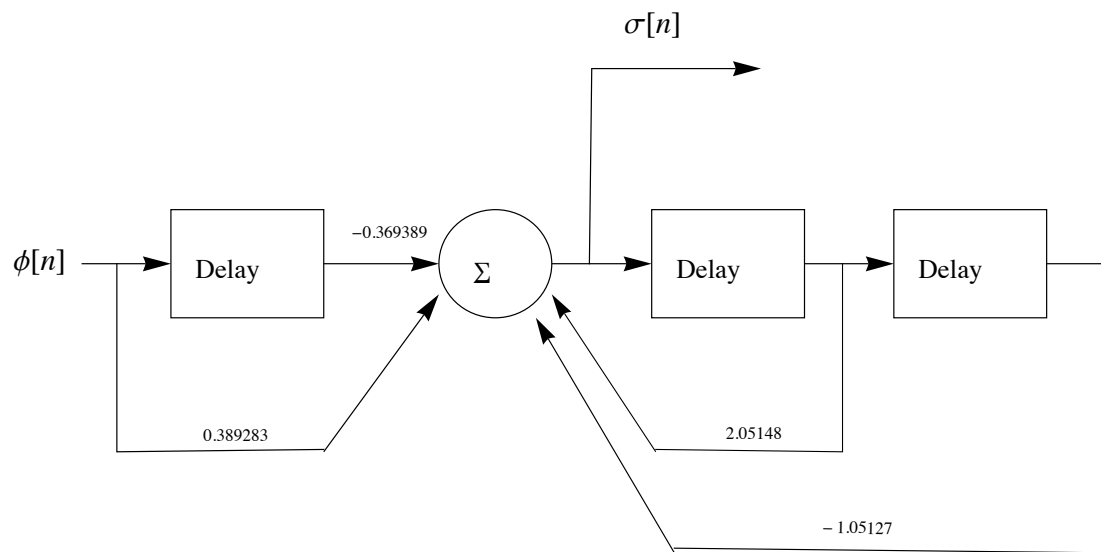 σ[n]
−0.369389
ϕ[n]
Delay
Σ
Delay
Delay
0.389283
2.05148
−1.05127